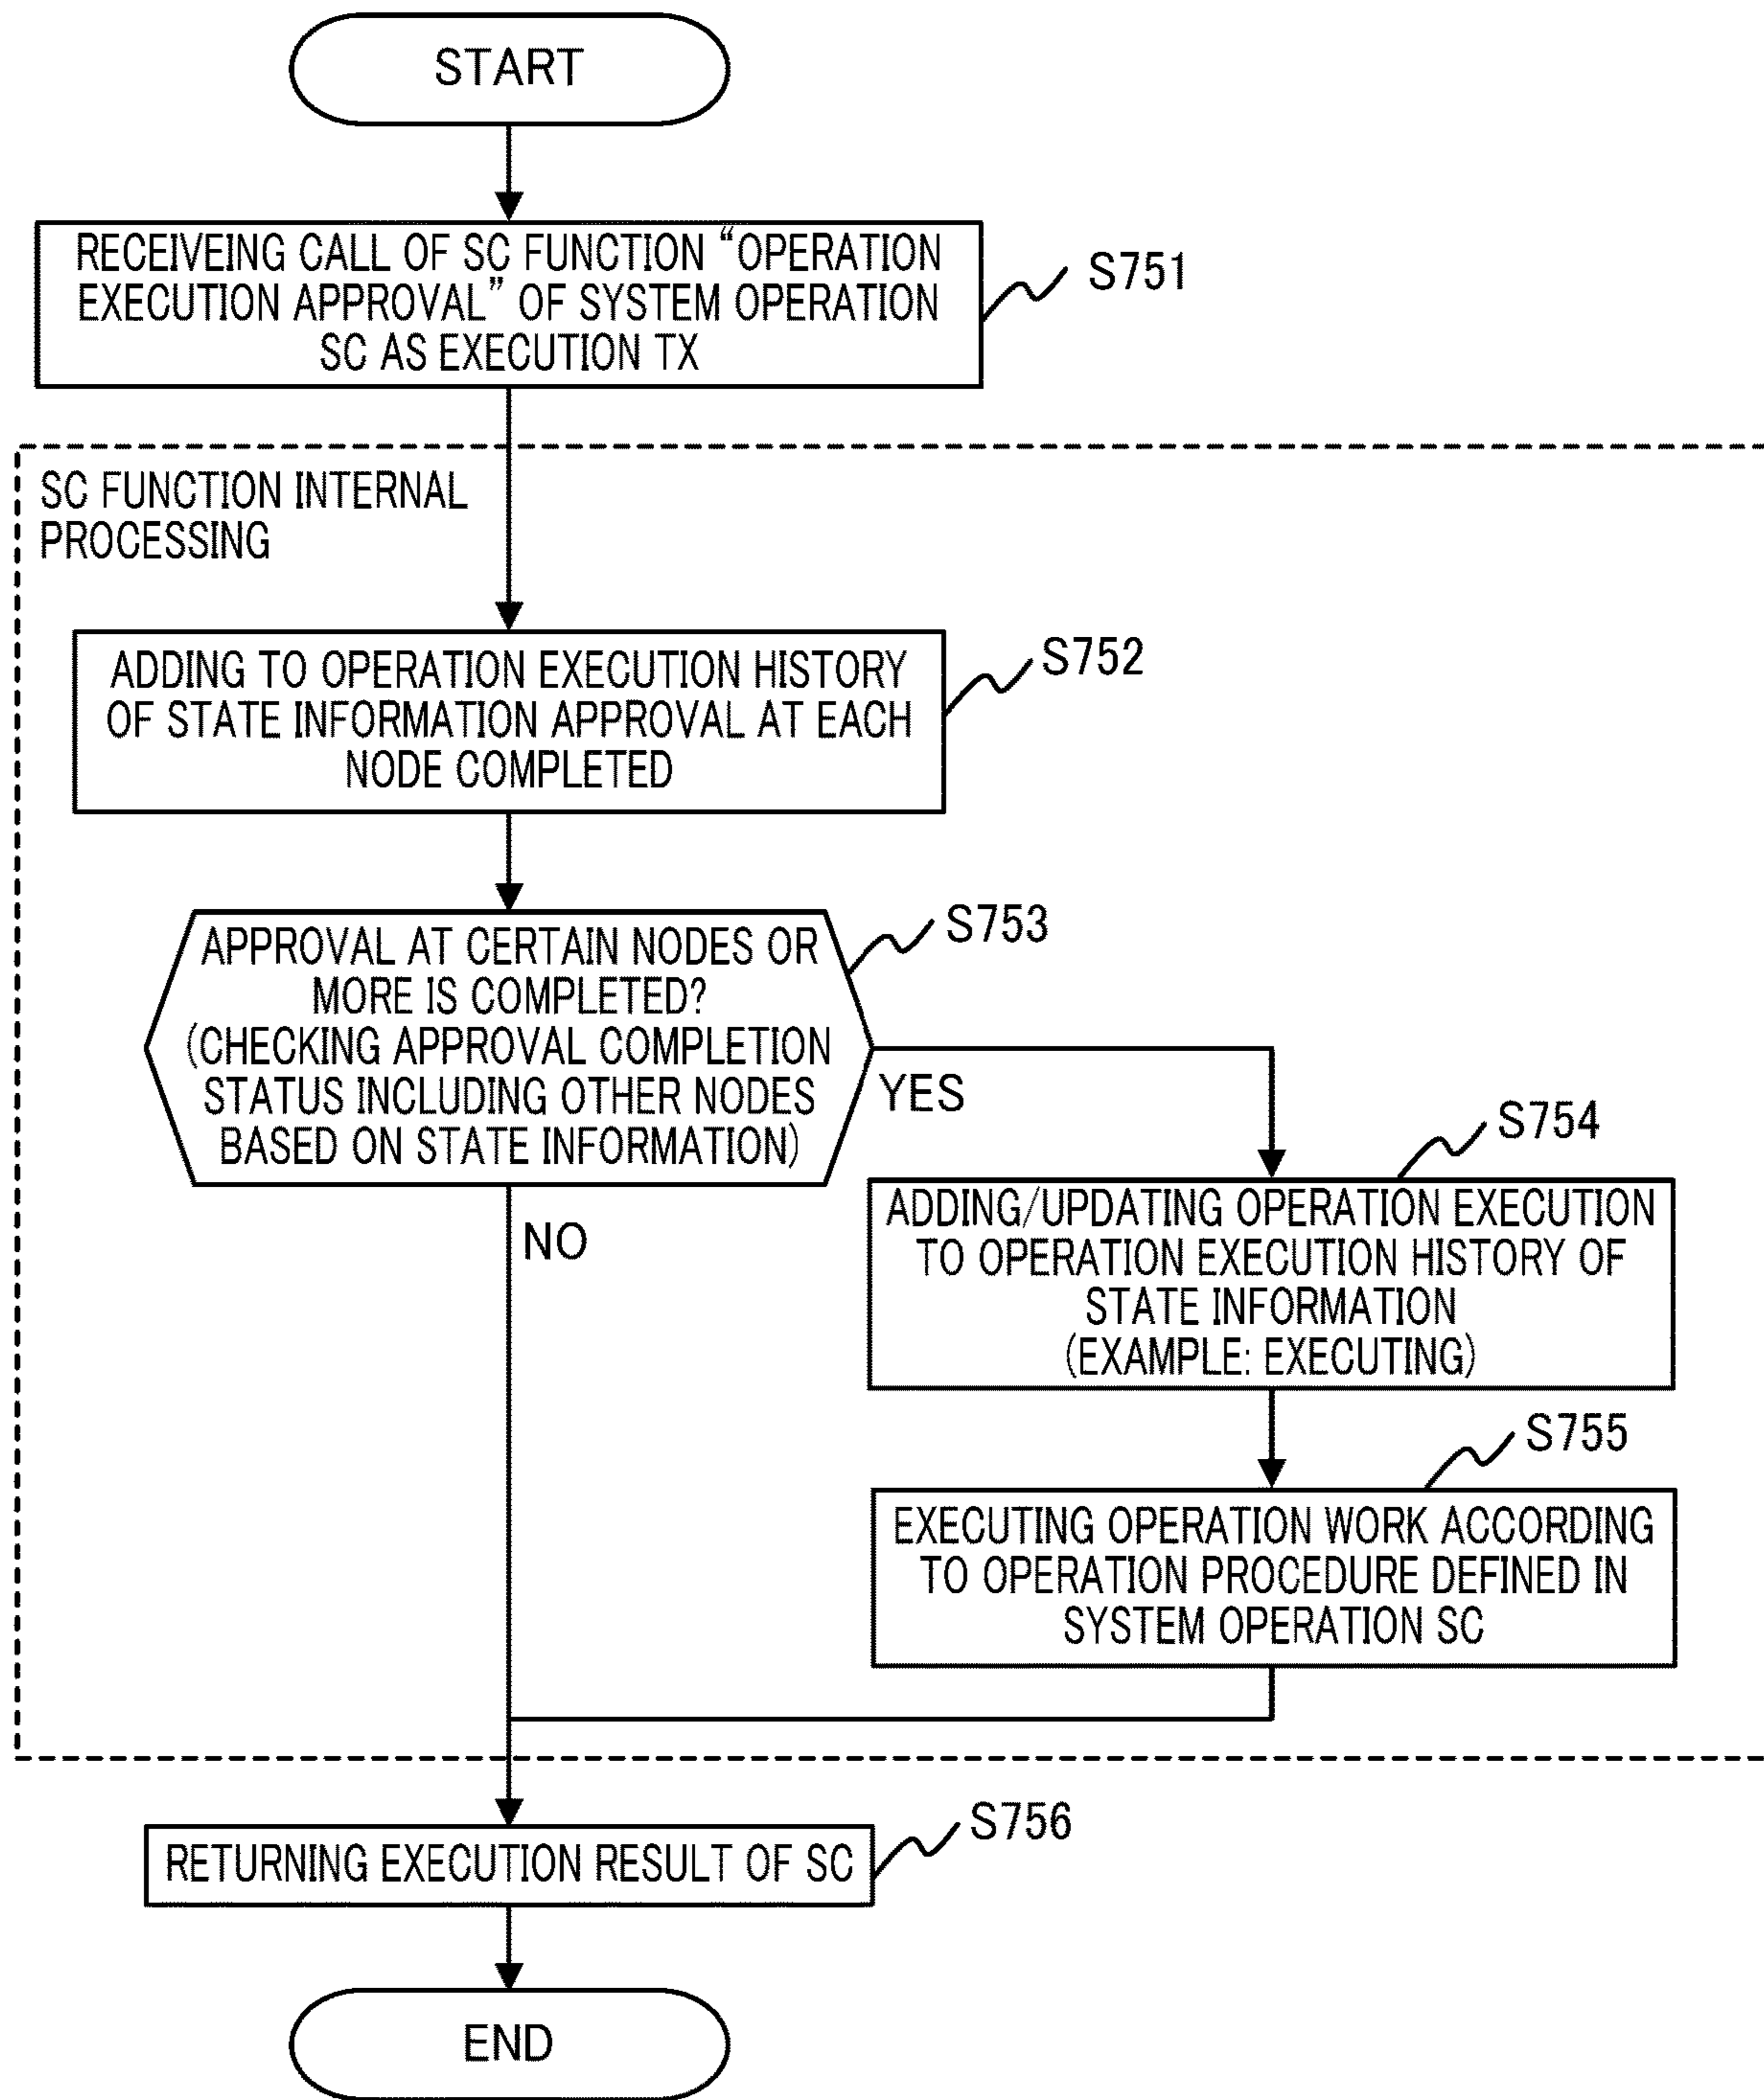 START
RECEIVEING CALL OF SC FUNCTION “OPERATION
EXECUTION APPROVAL” OF SYSTEM OPERATION
SC AS EXECUTION TX
S751
SC FUNCTION INTERNAL
PROCESSING
ADDING TO OPERATION EXECUTION HISTORY
OF STATE INFORMATION APPROVAL AT EACH
NODE COMPLETED
S752
APPROVAL AT CERTAIN NODES OR
MORE IS COMPLETED?
(CHECKING APPROVAL COMPLETION
STATUS INCLUDING OTHER NODES
BASED ON STATE INFORMATION)
S753
YES
NO
S754
ADDING/UPDATING OPERATION EXECUTION
TO OPERATION EXECUTION HISTORY OF
STATE INFORMATION
(EXAMPLE: EXECUTING)
S755
EXECUTING OPERATION WORK ACCORDING
TO OPERATION PROCEDURE DEFINED IN
SYSTEM OPERATION SC
RETURNING EXECUTION RESULT OF SC
S756
END